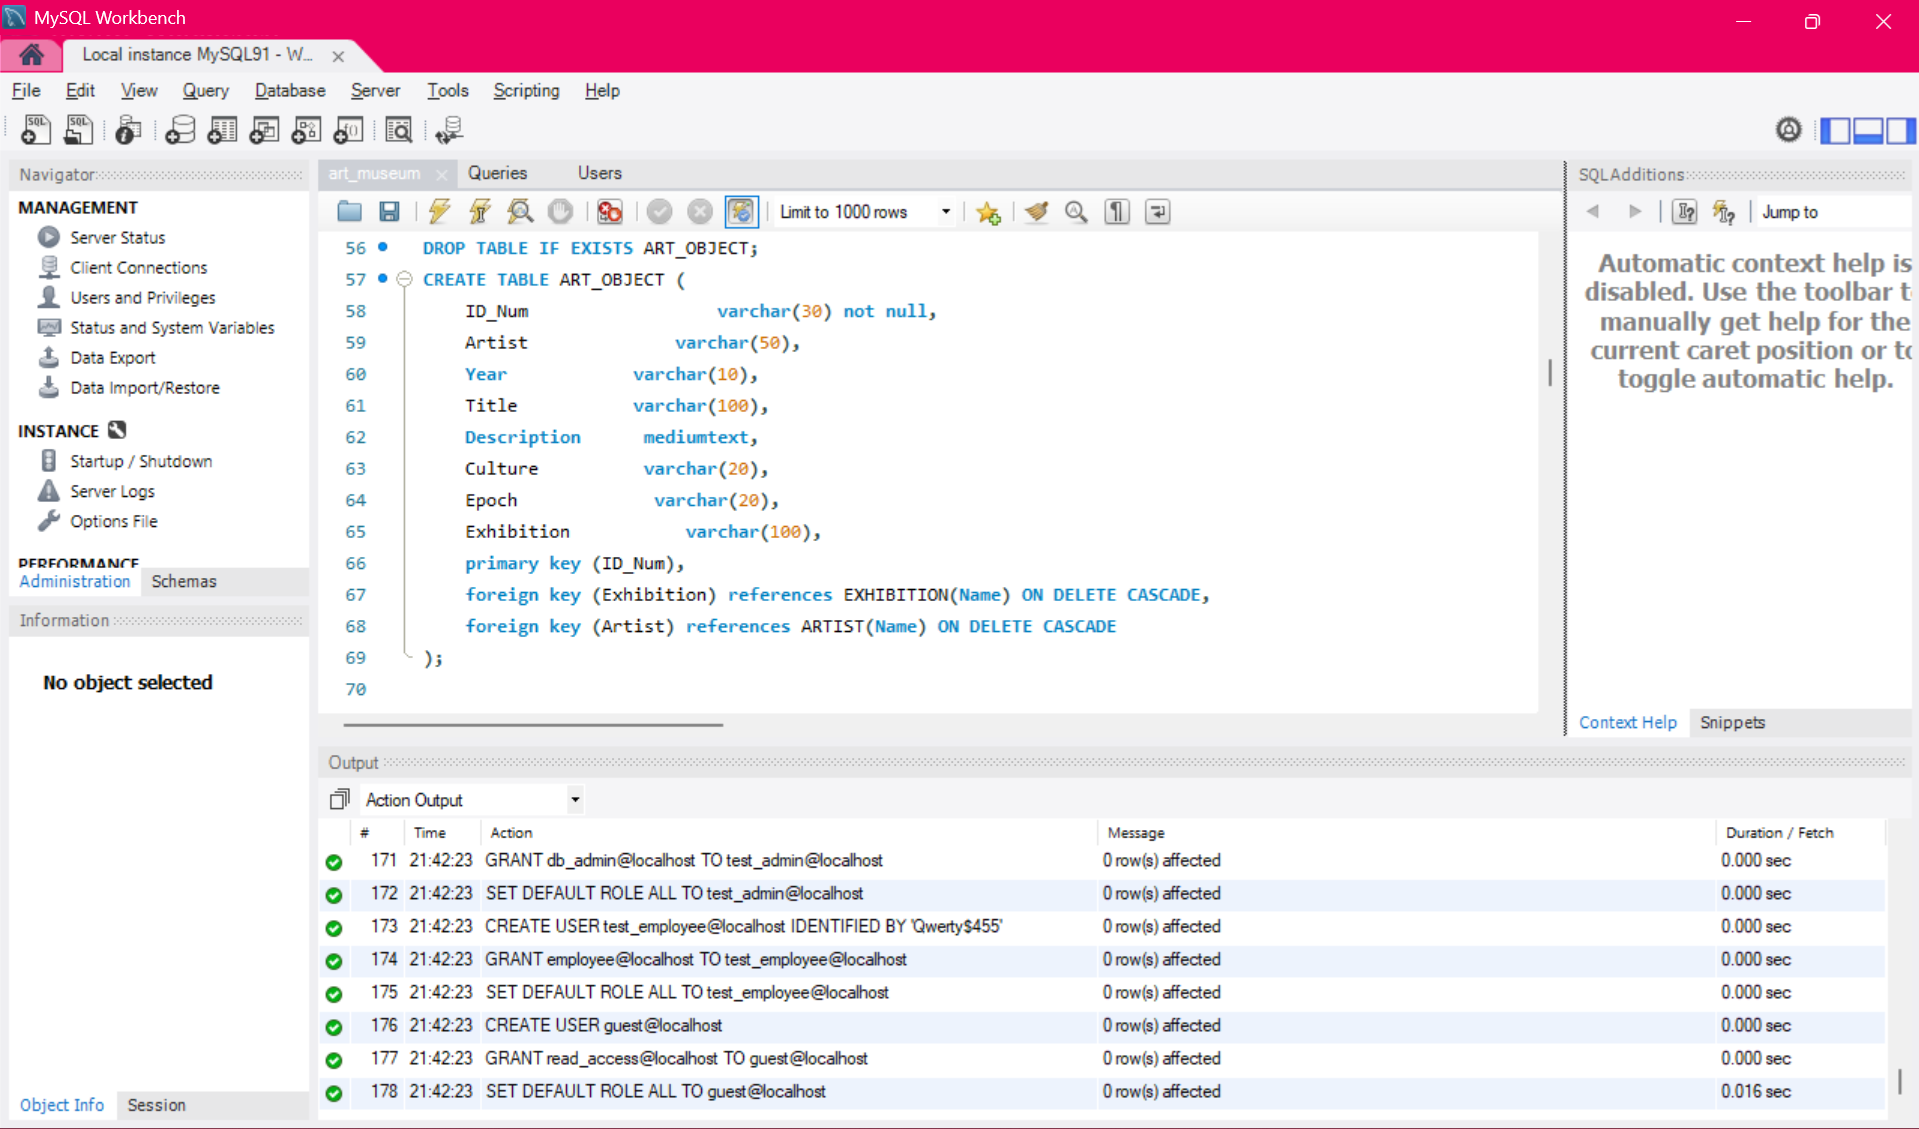 MySQL Workbench
Local instance MySQL91 - W...
File Edit View Query Database Server Tools Scripting Help
Navigator
MANAGEMENT
Server Status
Client Connections
Users and Privileges
Status and System Variables
Data Export
Data Import/Restore
INSTANCE
Startup / Shutdown
Server Logs
Options File
PERFORMANCE
Administration Schemas
Information
No object selected
Object Info Session
art_museum Queries Users
Limit to 1000 rows
56 DROP TABLE IF EXISTS ART_OBJECT;
57 CREATE TABLE ART_OBJECT (
58 ID_Num varchar(30) not null,
59 Artist varchar(50),
60 Year varchar(10),
61 Title varchar(100),
62 Description mediumtext,
63 Culture varchar(20),
64 Epoch varchar(20),
65 Exhibition varchar(100),
66 primary key (ID_Num),
67 foreign key (Exhibition) references EXHIBITION(Name) ON DELETE CASCADE,
68 foreign key (Artist) references ARTIST(Name) ON DELETE CASCADE
69 );
70
SQLAdditions
Jump to
Automatic context help is
disabled. Use the toolbar t
manually get help for the
current caret position or to
toggle automatic help.
Context Help Snippets
Output
Action Output
# Time Action Message Duration / Fetch
171 21:42:23 GRANT db_admin@localhost TO test_admin@localhost 0 row(s) affected 0.000 sec
172 21:42:23 SET DEFAULT ROLE ALL TO test_admin@localhost 0 row(s) affected 0.000 sec
173 21:42:23 CREATE USER test_employee@localhost IDENTIFIED BY 'Qwerty$455' 0 row(s) affected 0.000 sec
174 21:42:23 GRANT employee@localhost TO test_employee@localhost 0 row(s) affected 0.000 sec
175 21:42:23 SET DEFAULT ROLE ALL TO test_employee@localhost 0 row(s) affected 0.000 sec
176 21:42:23 CREATE USER guest@localhost 0 row(s) affected 0.000 sec
177 21:42:23 GRANT read_access@localhost TO guest@localhost 0 row(s) affected 0.000 sec
178 21:42:23 SET DEFAULT ROLE ALL TO guest@localhost 0 row(s) affected 0.016 sec